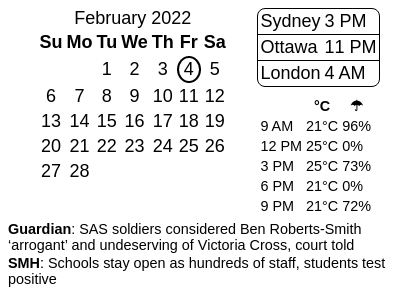 February 2022
Su Mo Tu We Th Fr Sa
1 2 3 4 5
6 7 8 9 10 11 12
13 14 15 16 17 18 19
20 21 22 23 24 25 26
27 28
Sydney 3 PM
Ottawa 11 PM
London 4 AM
°C ☂
9 AM 21°C 96%
12 PM 25°C 0%
3 PM 25°C 73%
6 PM 21°C 0%
9 PM 21°C 72%
Guardian: SAS soldiers considered Ben Roberts-Smith
‘arrogant’ and undeserving of Victoria Cross, court told
SMH: Schools stay open as hundreds of staff, students test
positive